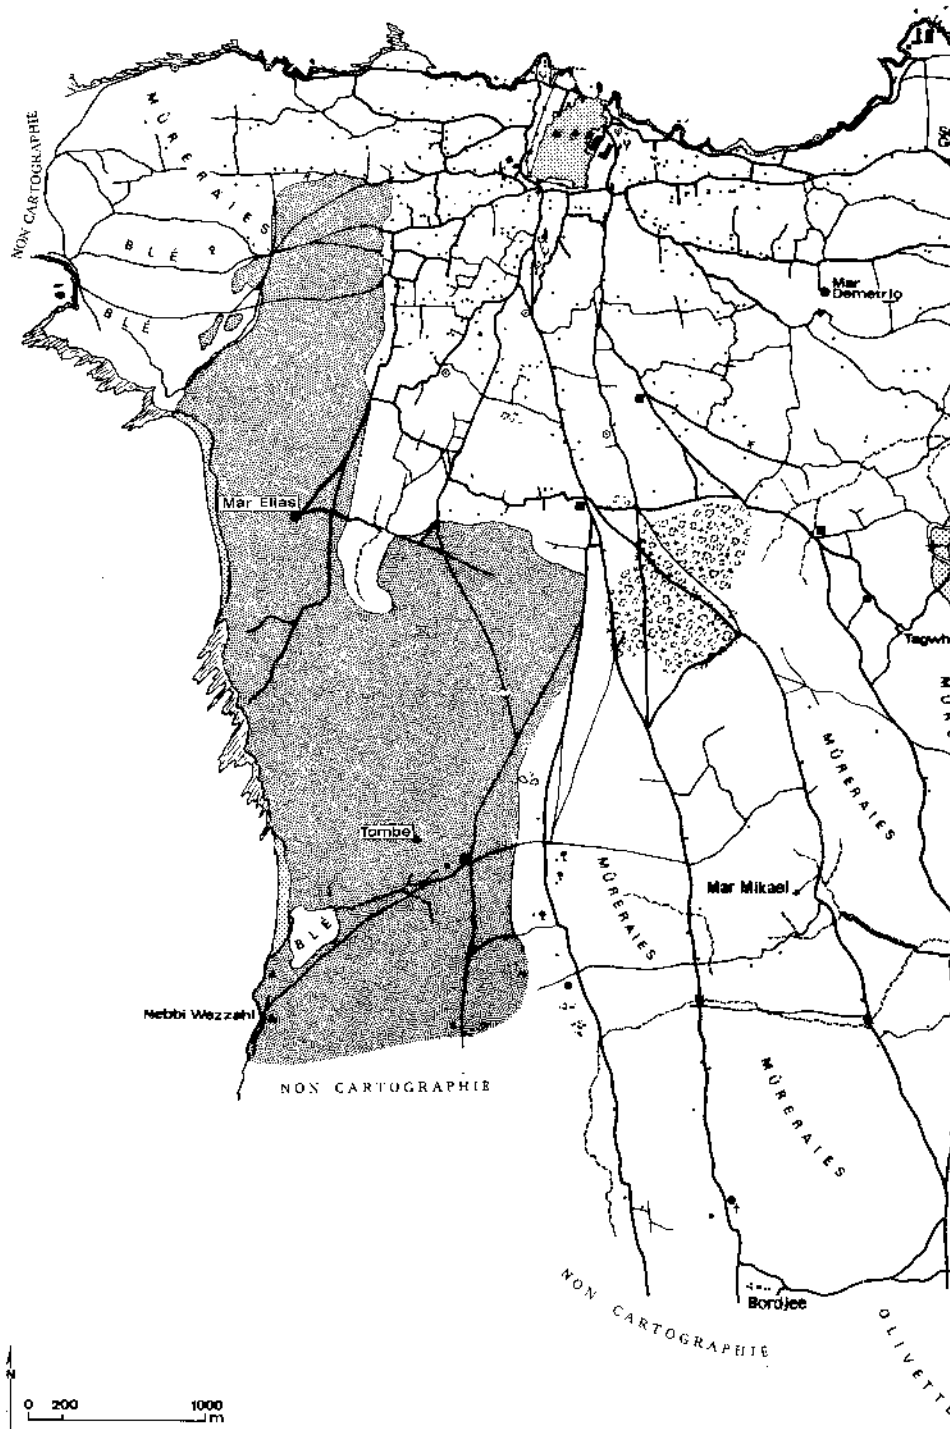 NON CARTOGRAPHIE
MÛRERAIES
BLÉ
BLÉ
Mar
Demetrio
Mar Elias
Tagwh
MÛRERAIES
Tombe
MÛRERAIES
Mar Mikael
BLÉ
Nebbi Wezzahl
NON CARTOGRAPHIE
MÛRERAIES
NON CARTOGRAPHIE
Bordjee
OLIVETTE
N
0 200 1000
m